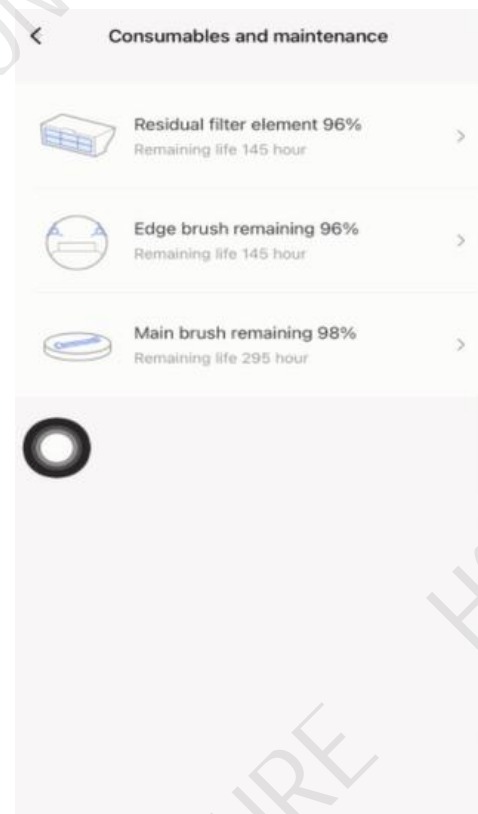 Consumables and maintenance
Residual filter element 96%
Remaining life 145 hour
Edge brush remaining 96%
Remaining life 145 hour
Main brush remaining 98%
Remaining life 295 hour